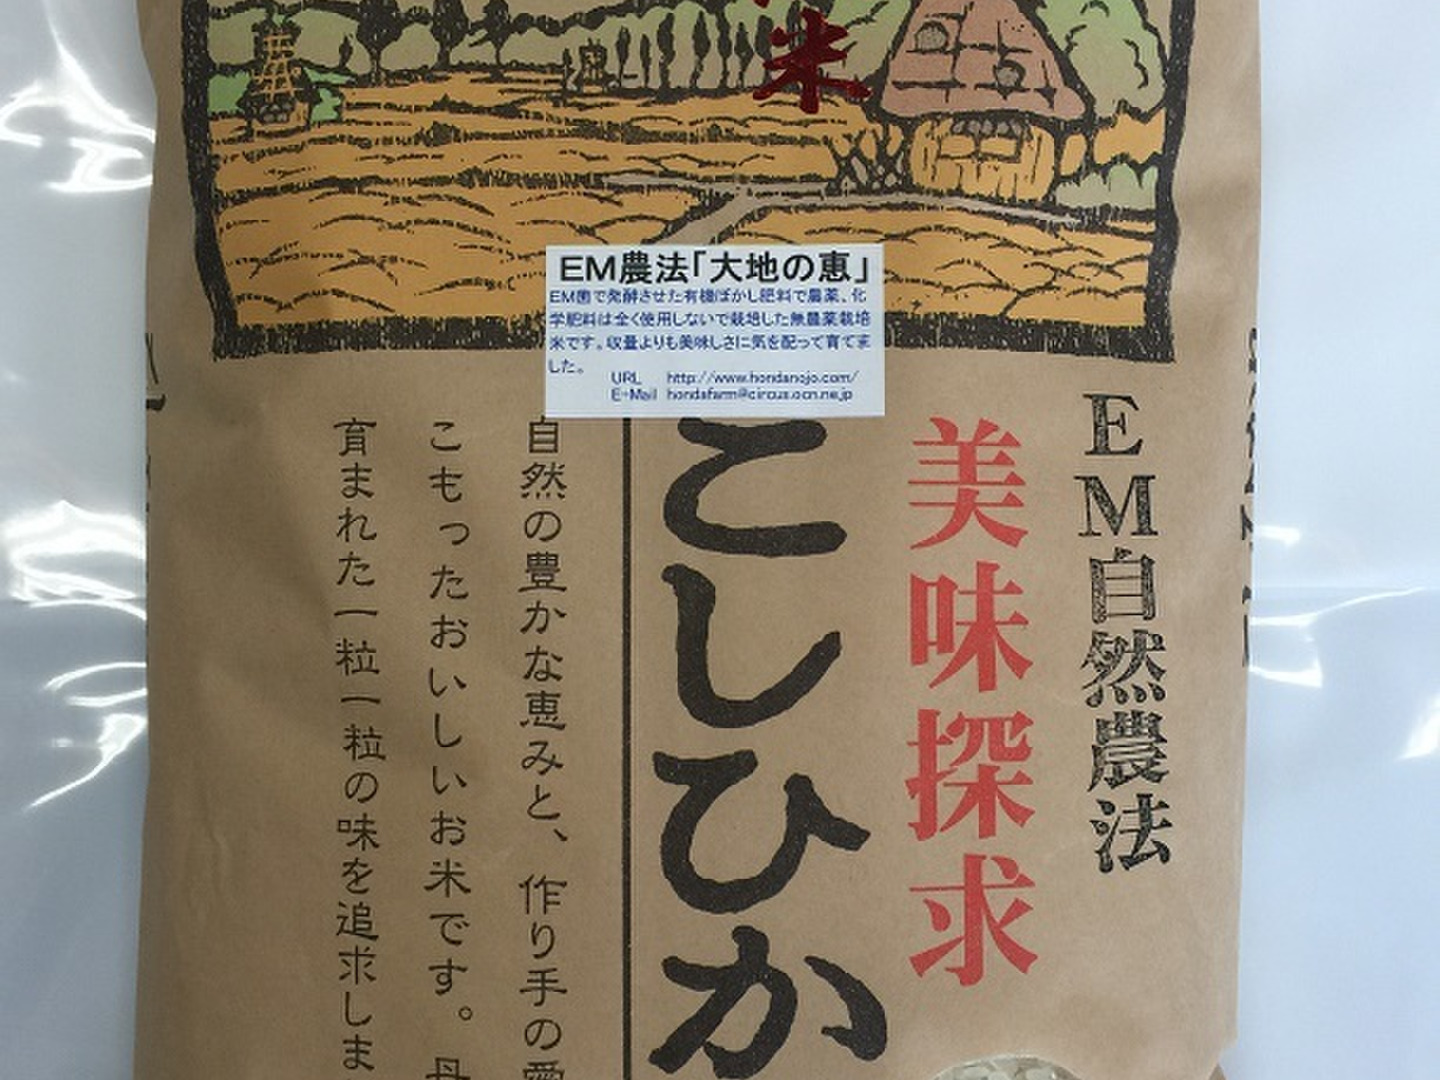 米
EM農法「大地の恵」
EM菌で発酵させた有機ぼかし肥料で農薬、化
学肥料は全く使用しないで栽培した無農薬栽培
米です。収量よりも美味しさに気を配って育てま
した。
URL http://www.hondanojo.com/
E-Mail hondafarm@circus.ocn.ne.jp
EM自然農法
美味探求
こしひか
自然の豊かな恵みと、作り手の愛
こもったおいしいお米です。丹
育まれた一粒一粒の味を追求しま